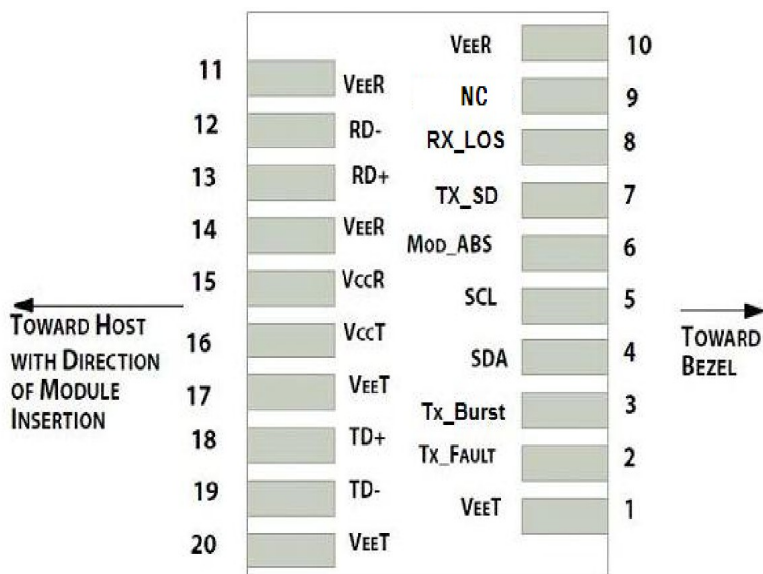 VEER 10
11 VEER
NC 9
12 RD-
RX_LOS 8
13 RD+
TX_SD 7
14 VEER
MOD_ABS 6
15 VCCR
SCL 5
TOWARD HOST
WITH DIRECTION
OF MODULE
INSERTION
TOWARD
BEZEL
16 VCCT
SDA 4
17 VEET
Tx_Burst 3
18 TD+
TX_FAULT 2
19 TD-
VEET 1
20 VEET